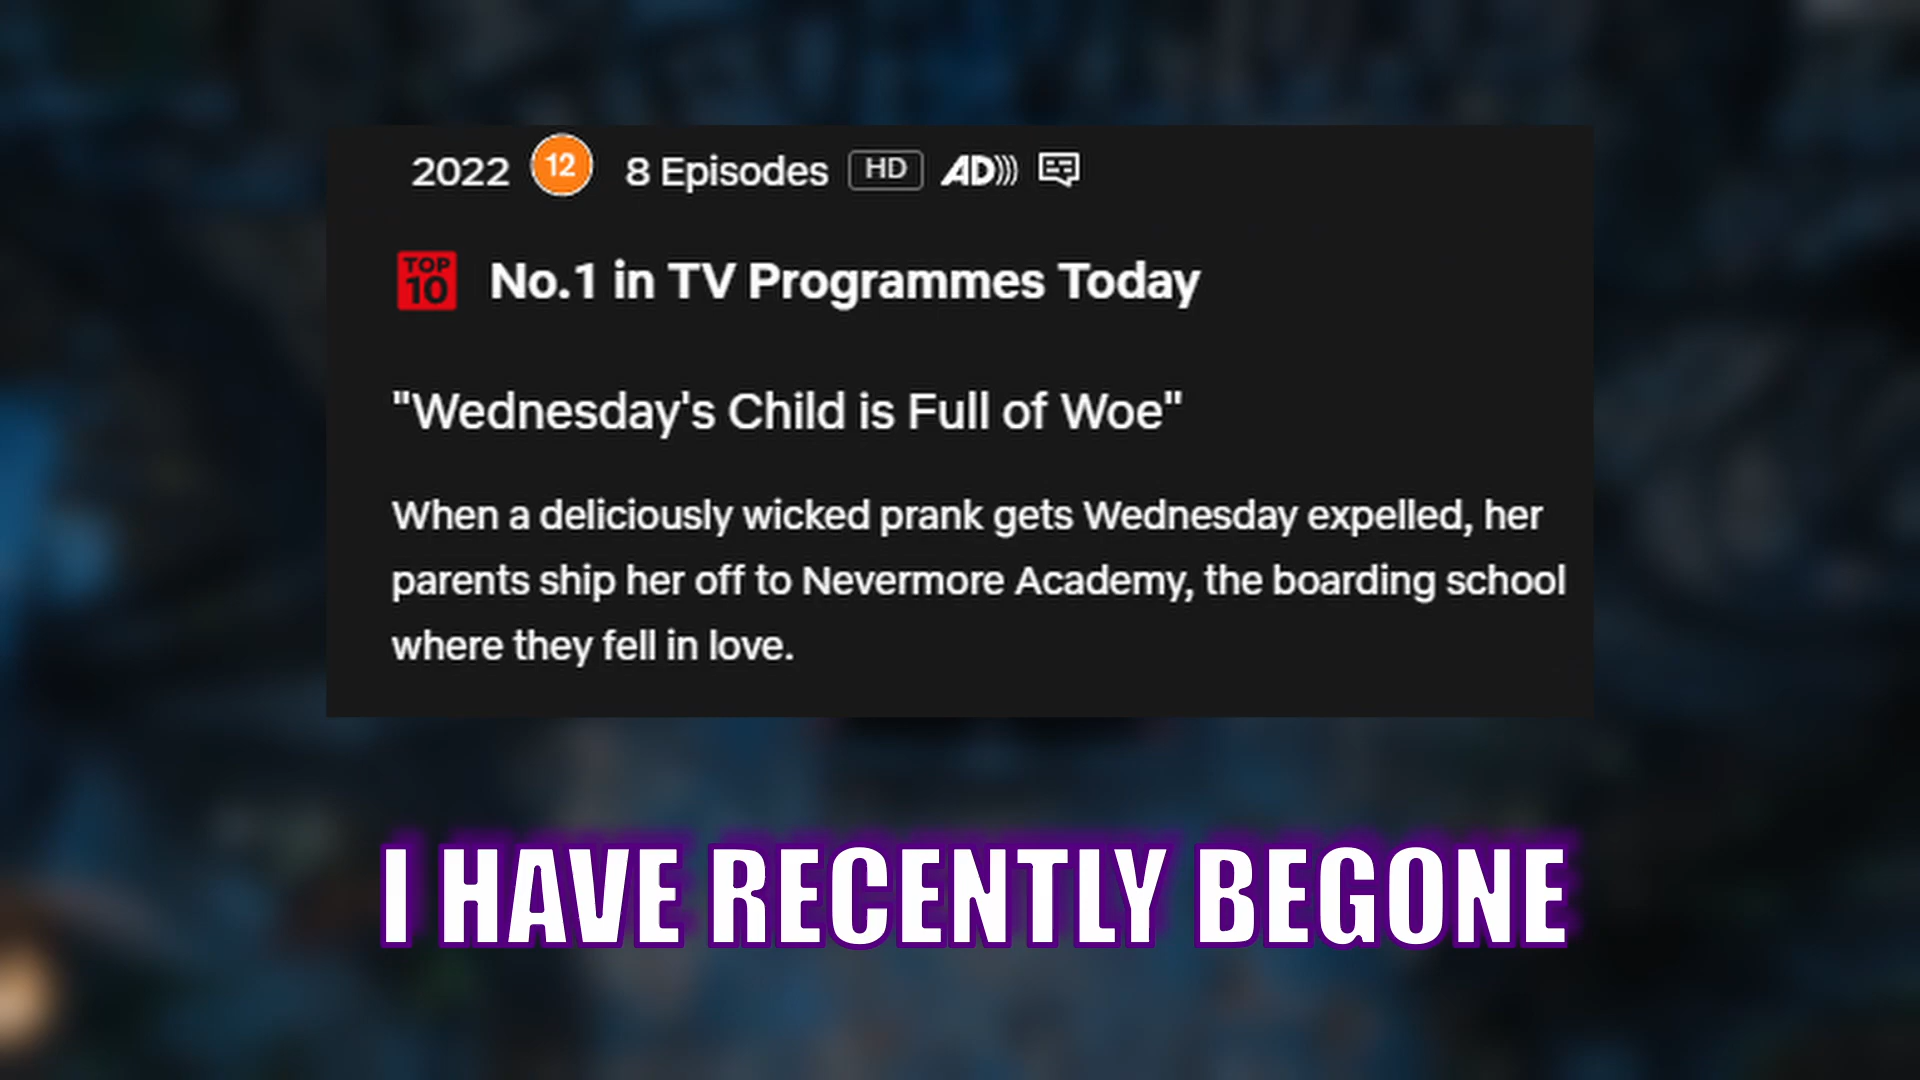 2022 12 8 Episodes HD AD)))
TOP 10 No.1 in TV Programmes Today
"Wednesday's Child is Full of Woe"
When a deliciously wicked prank gets Wednesday expelled, her
parents ship her off to Nevermore Academy, the boarding school
where they fell in love.
I HAVE RECENTLY BEGONE